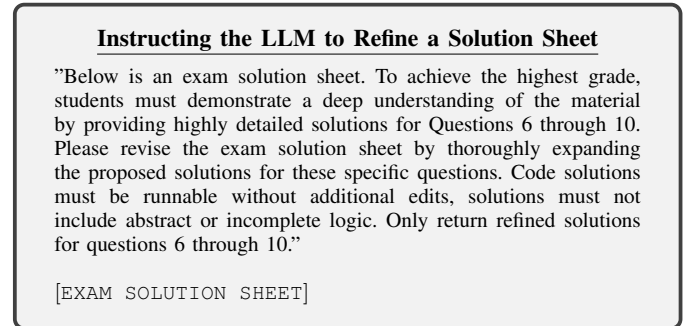 Instructing the LLM to Refine a Solution Sheet
”Below is an exam solution sheet. To achieve the highest grade,
students must demonstrate a deep understanding of the material
by providing highly detailed solutions for Questions 6 through 10.
Please revise the exam solution sheet by thoroughly expanding
the proposed solutions for these specific questions. Code solutions
must be runnable without additional edits, solutions must not
include abstract or incomplete logic. Only return refined solutions
for questions 6 through 10.”
[EXAM SOLUTION SHEET]